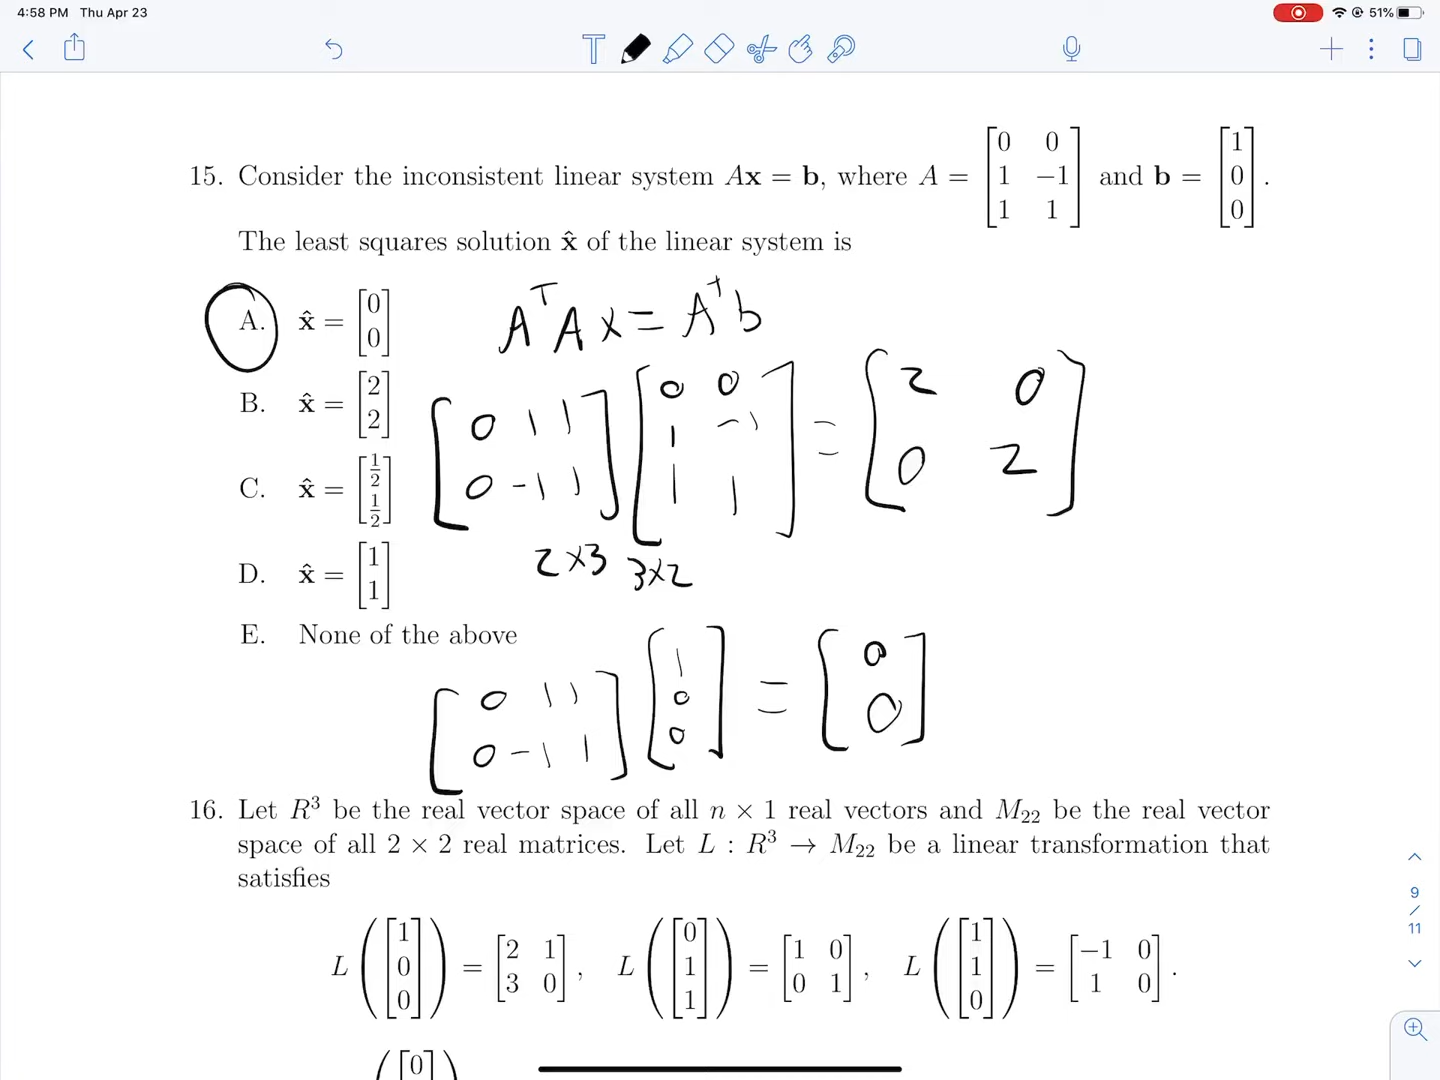 4:58 PM Thu Apr 23
51%
15. Consider the inconsistent linear system Ax = b, where A = [0 0; 1 −1; 1 1] and b = [1; 0; 0].
The least squares solution x̂ of the linear system is
A. x̂ = [0; 0]
AᵀA x = Aᵀb
B. x̂ = [2; 2]
[0 1 1; 0 -1 1] [0 0; 1 -1; 1 1] = [2 0; 0 2]
C. x̂ = [1/2; 1/2]
2×3 3×2
D. x̂ = [1; 1]
E. None of the above
[0 1 1; 0 -1 1] [1; 0; 0] = [0; 0]
16. Let R³ be the real vector space of all n × 1 real vectors and M₂₂ be the real vector
space of all 2 × 2 real matrices. Let L : R³ → M₂₂ be a linear transformation that
satisfies
L([1; 0; 0]) = [2 1; 3 0], L([0; 1; 1]) = [1 0; 0 1], L([1; 1; 0]) = [−1 0; 1 0].
([0
9
/
11